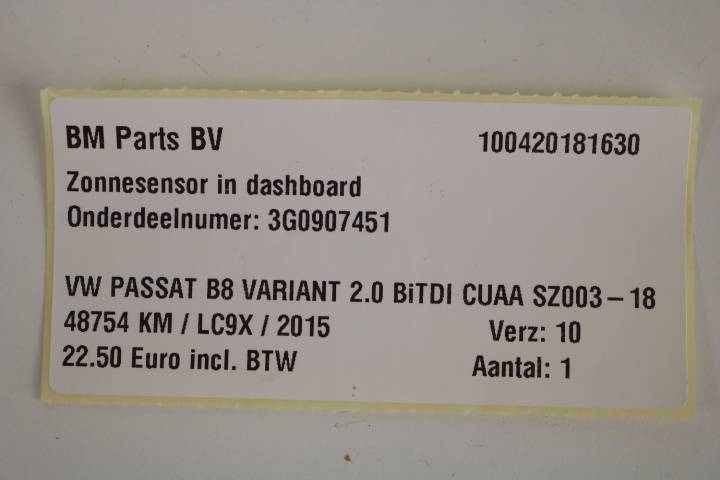 BM Parts BV 100420181630
Zonnesensor in dashboard
Onderdeelnumer: 3G0907451
VW PASSAT B8 VARIANT 2.0 BiTDI CUAA SZ003-18
48754 KM / LC9X / 2015 Verz: 10
22.50 Euro incl. BTW Aantal: 1